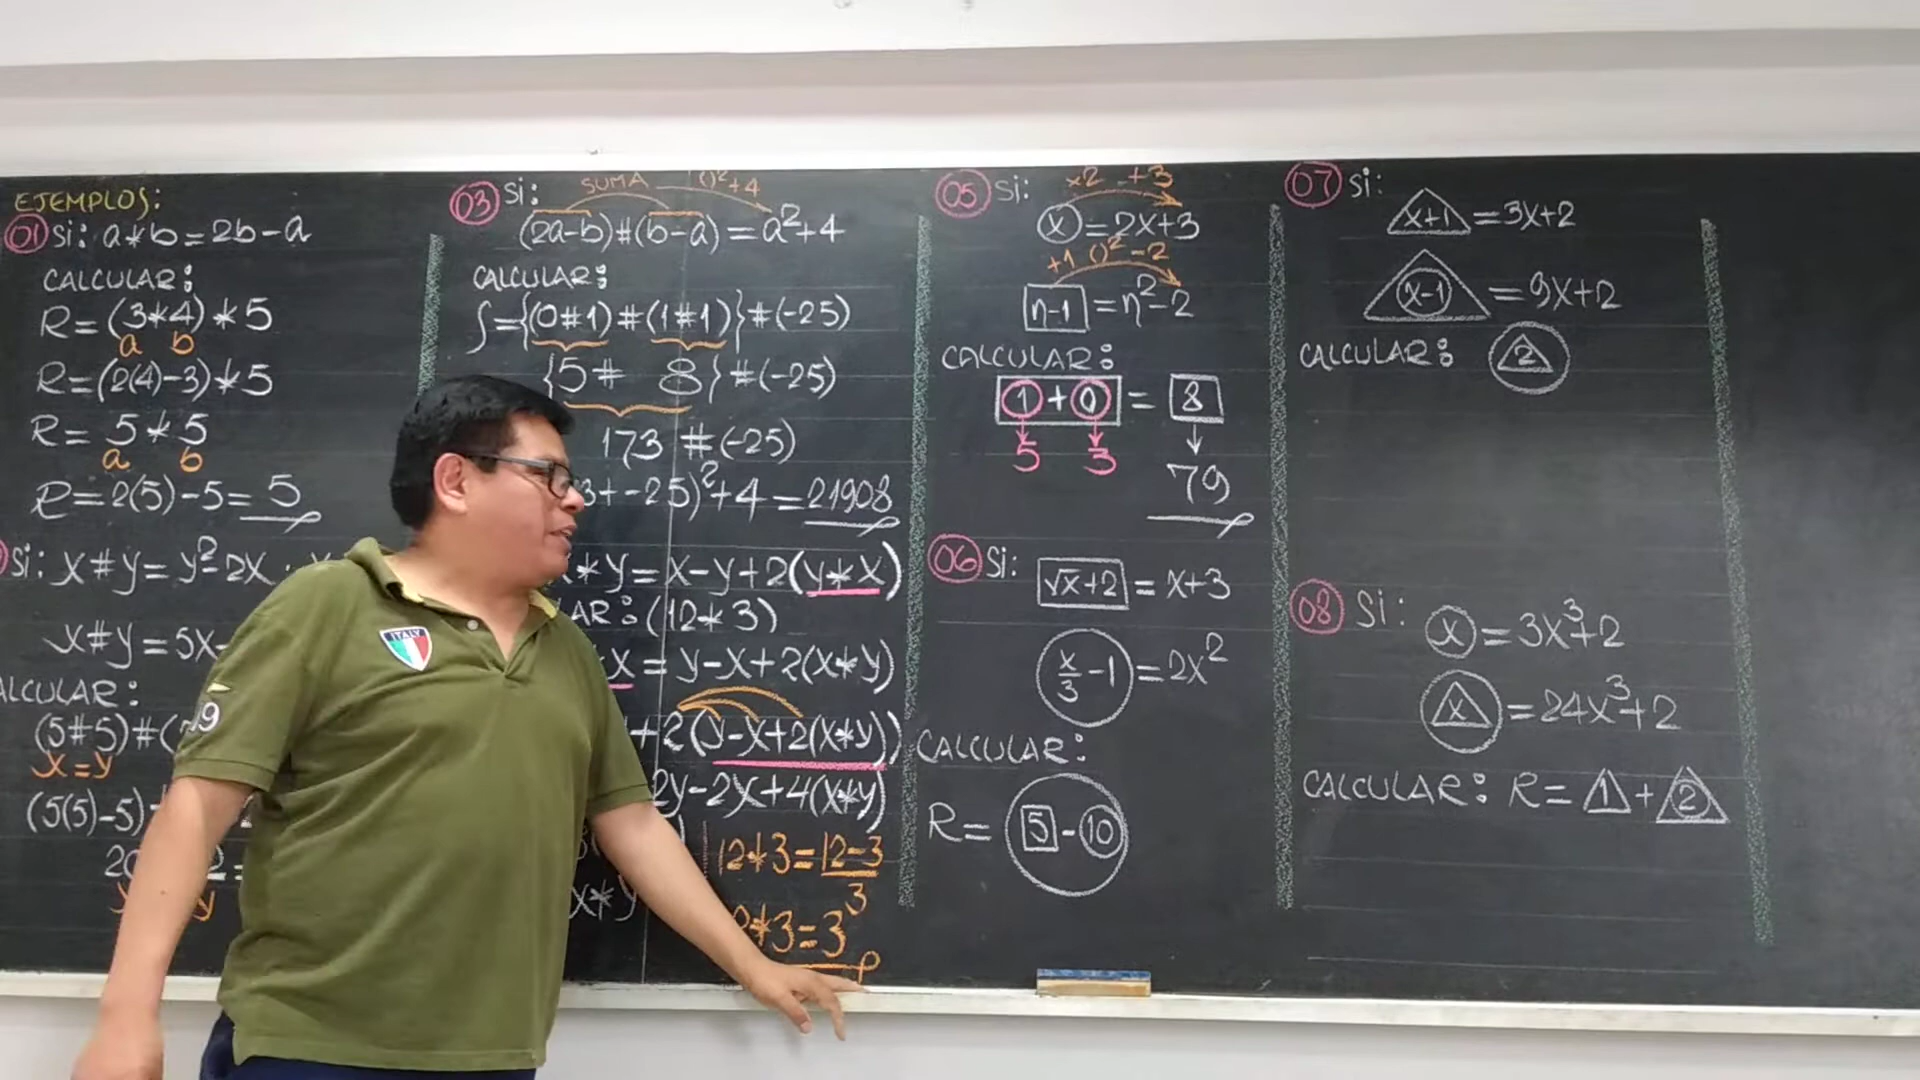 EJEMPLOS:
01 Si: a*b=2b-a
CALCULAR:
R=(3*4)*5
a b
R=(2(4)-3)*5
R= 5*5
a b
R=2(5)-5= 5
Si: x#y=y²-2x
x#y=5x-
ALCULAR:
(5#5)#(
x=y
(5(5)-5)
20
y
ITALY
19
03 Si:
SUMA ()²+4
(2a-b)#(b-a)=a²+4
CALCULAR:
∫={(0#1)#(1#1)}#(-25)
{5# 8}#(-25)
173 #(-25)
3+-25)²+4=21908
*y=x-y+2(y*x)
AR: (12*3)
x=y-x+2(x*y)
+2(y-x+2(x*y))
2y-2x+4(x*y)
x*y
12*3=12-3
3
*3=3
05 Si:
x2 +3
x =2x+3
+1 ()²-2
n-1 =n²-2
CALCULAR:
1 + 0 = 8
5 3
79
06 Si: √x+2 = x+3
x/3 -1 =2x²
CALCULAR:
R= 5 - 10
07 Si:
x+1 =3x+2
x-1 =9x+2
CALCULAR: 2
08 Si: x =3x³+2
x =24x³+2
CALCULAR: R= 1 + 2